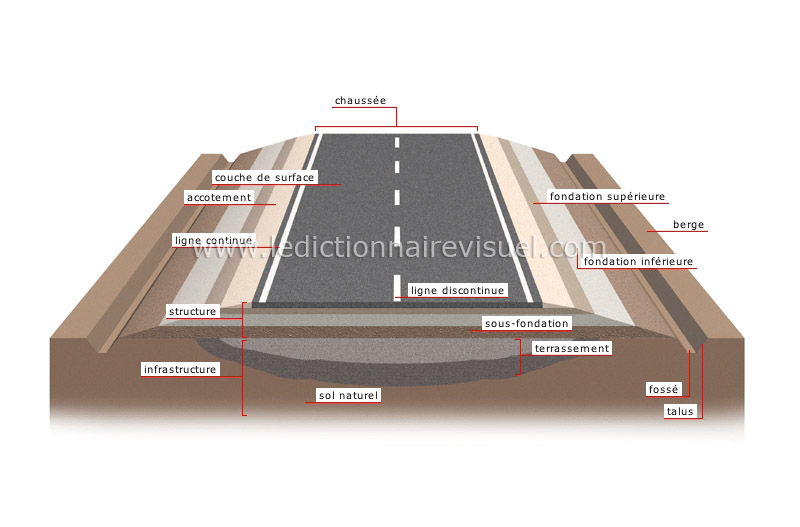 chaussée
couche de surface
accotement
fondation supérieure
berge
ligne continue
www.ledictionnairevisuel.com
fondation inférieure
ligne discontinue
structure
sous-fondation
terrassement
infrastructure
fossé
sol naturel
talus